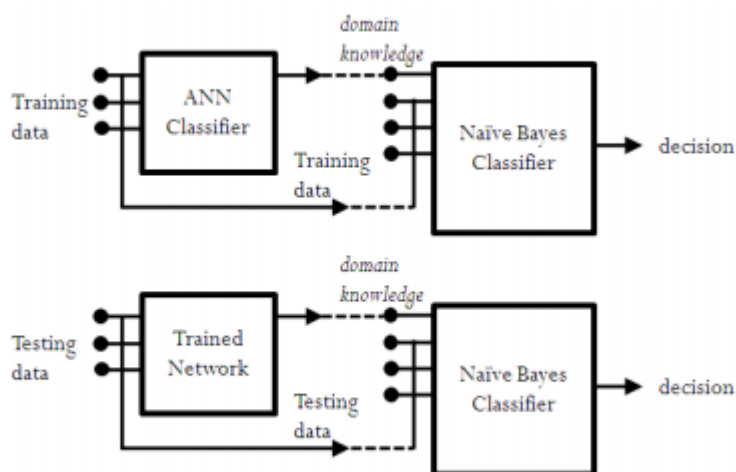 domain
knowledge
ANN
Classifier
Training
data
Naïve Bayes
Classifier
decision
Training
data
domain
knowledge
Trained
Network
Testing
data
Naïve Bayes
Classifier
decision
Testing
data